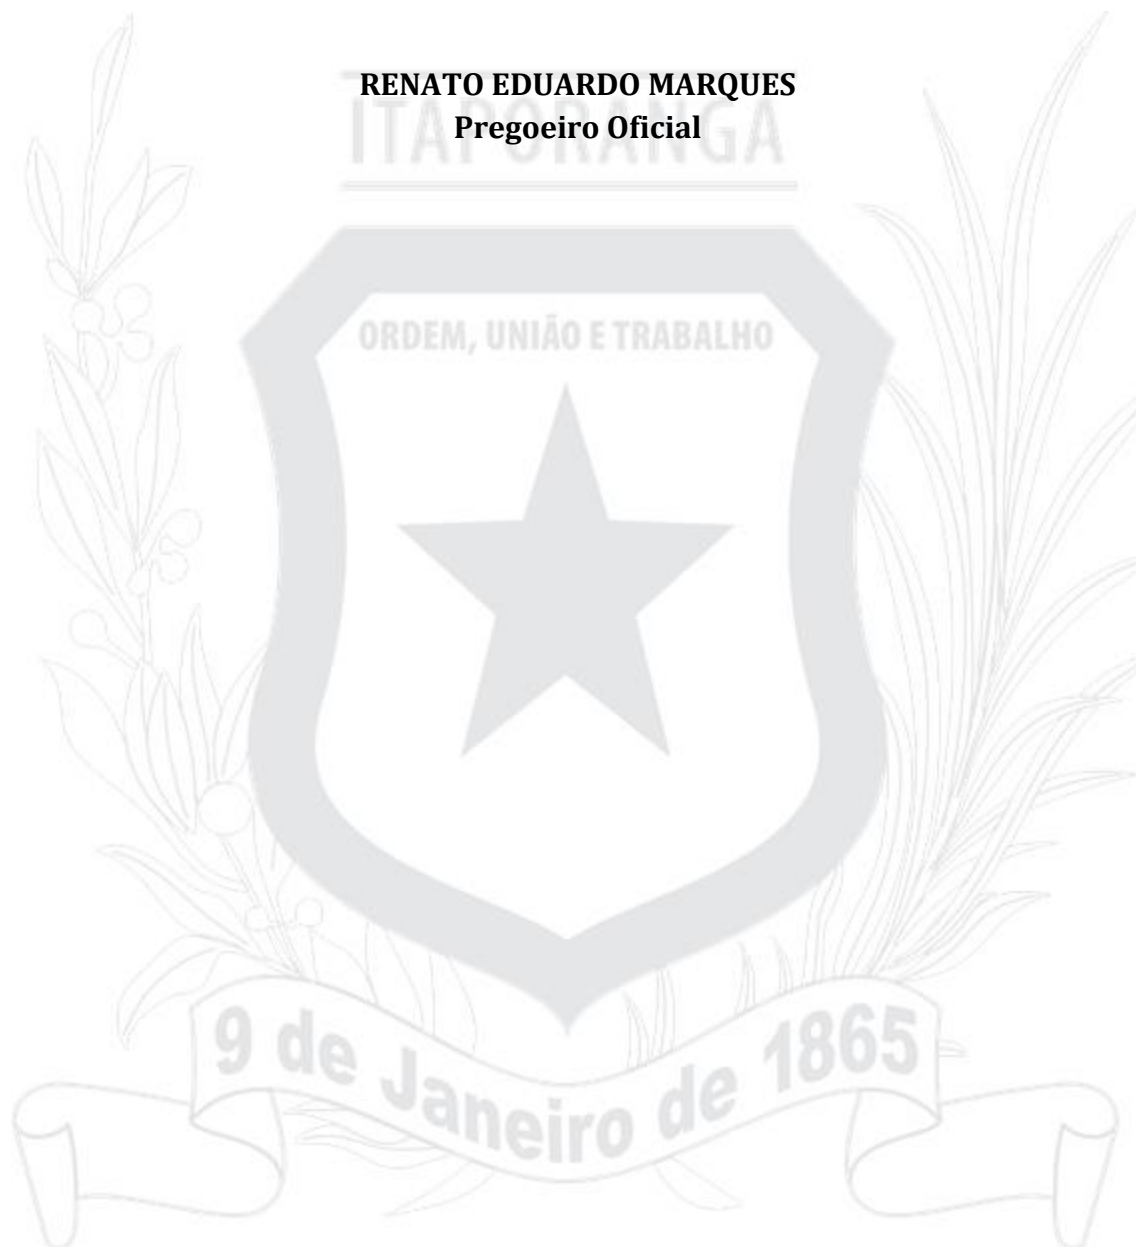 RENATO EDUARDO MARQUES
ITAPORANGA
Pregoeiro Oficial
ORDEM, UNIÃO E TRABALHO
9 de Janeiro de 1865